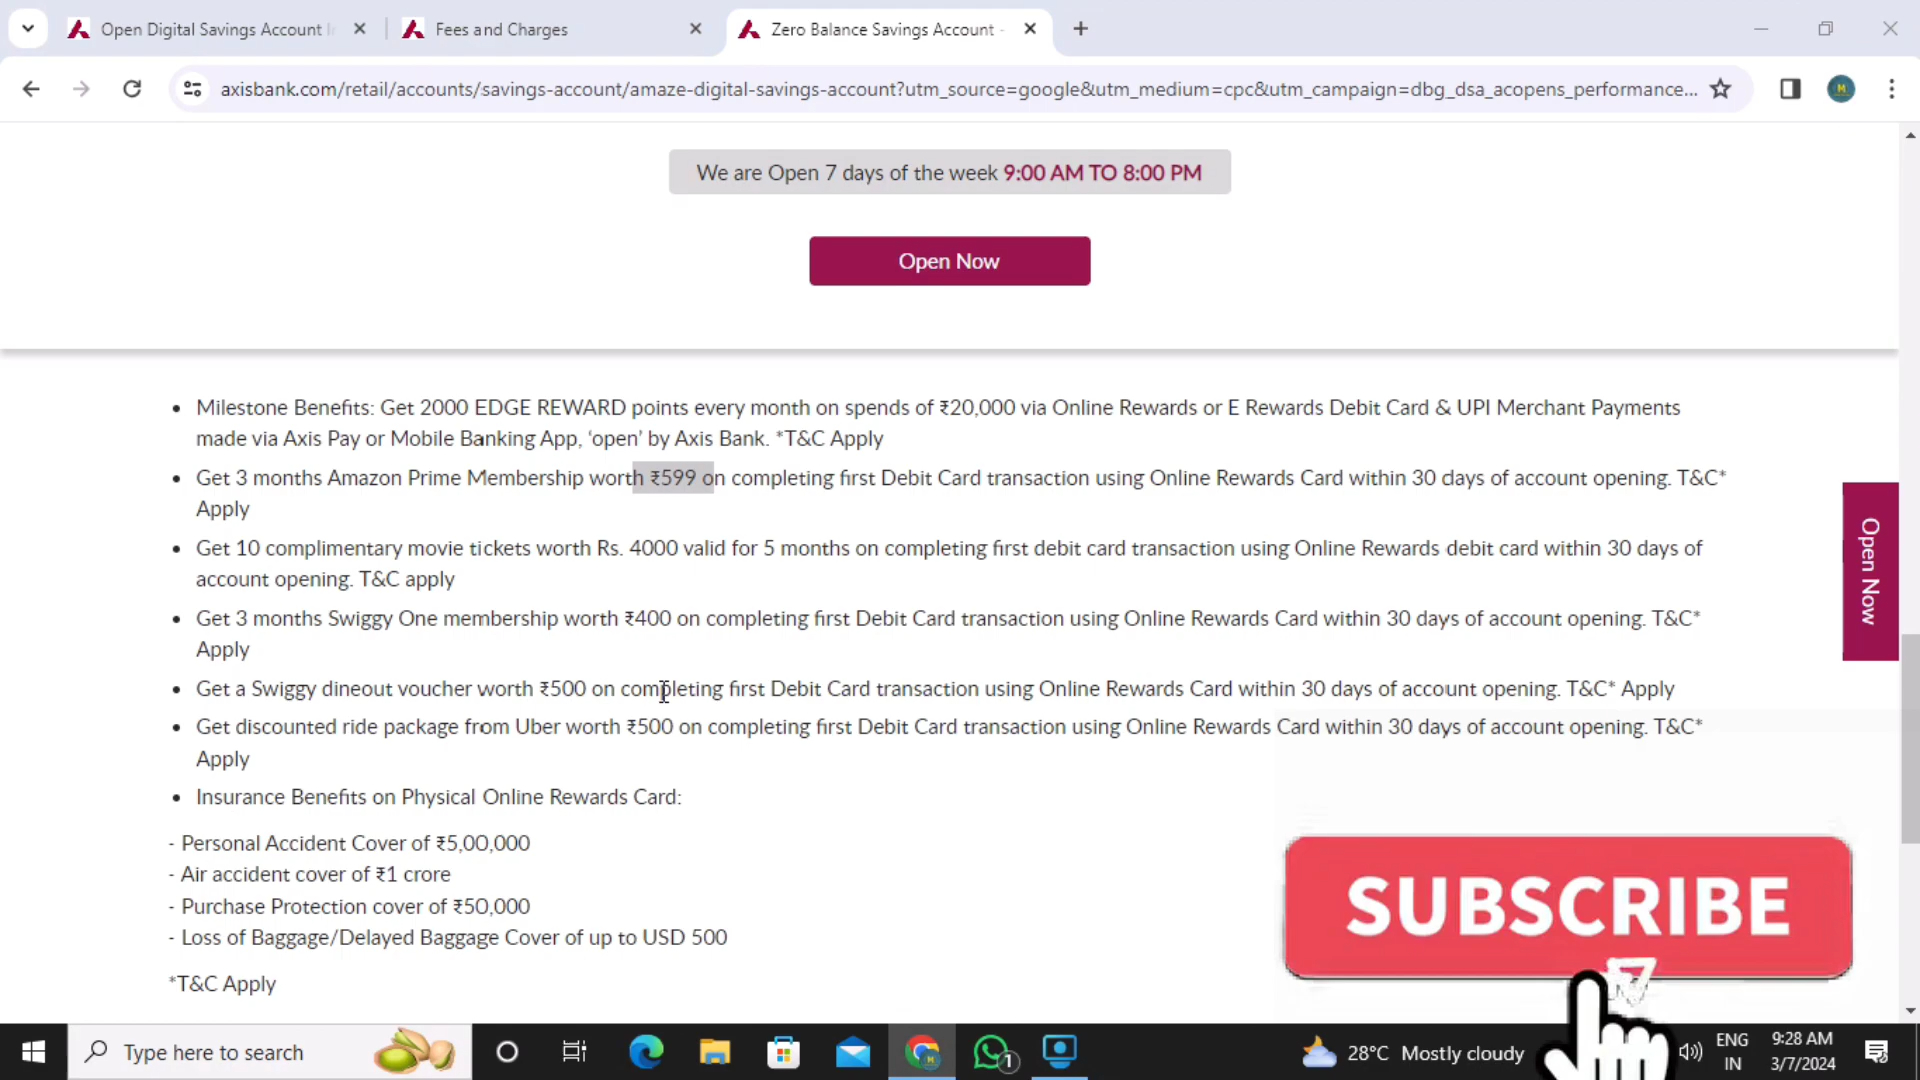 Open Digital Savings Account
Fees and Charges
Zero Balance Savings Account -
axisbank.com/retail/accounts/savings-account/amaze-digital-savings-account?utm_source=google&utm_medium=cpc&utm_campaign=dbg_dsa_acopens_performance...
M
We are Open 7 days of the week 9:00 AM TO 8:00 PM
Open Now
• Milestone Benefits: Get 2000 EDGE REWARD points every month on spends of ₹20,000 via Online Rewards or E Rewards Debit Card & UPI Merchant Payments
made via Axis Pay or Mobile Banking App, ‘open’ by Axis Bank. *T&C Apply
• Get 3 months Amazon Prime Membership worth ₹599 on completing first Debit Card transaction using Online Rewards Card within 30 days of account opening. T&C*
Apply
• Get 10 complimentary movie tickets worth Rs. 4000 valid for 5 months on completing first debit card transaction using Online Rewards debit card within 30 days of
account opening. T&C apply
• Get 3 months Swiggy One membership worth ₹400 on completing first Debit Card transaction using Online Rewards Card within 30 days of account opening. T&C*
Apply
• Get a Swiggy dineout voucher worth ₹500 on completing first Debit Card transaction using Online Rewards Card within 30 days of account opening. T&C* Apply
• Get discounted ride package from Uber worth ₹500 on completing first Debit Card transaction using Online Rewards Card within 30 days of account opening. T&C*
Apply
• Insurance Benefits on Physical Online Rewards Card:
- Personal Accident Cover of ₹5,00,000
- Air accident cover of ₹1 crore
- Purchase Protection cover of ₹50,000
- Loss of Baggage/Delayed Baggage Cover of up to USD 500
*T&C Apply
Open Now
SUBSCRIBE
Type here to search
1
28°C Mostly cloudy
ENG
IN
9:28 AM
3/7/2024